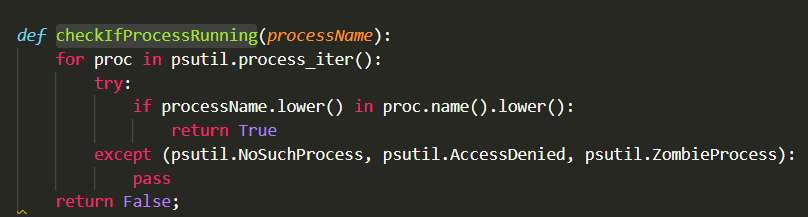 def checkIfProcessRunning(processName):
    for proc in psutil.process_iter():
        try:
            if processName.lower() in proc.name().lower():
                return True
        except (psutil.NoSuchProcess, psutil.AccessDenied, psutil.ZombieProcess):
            pass
    return False;